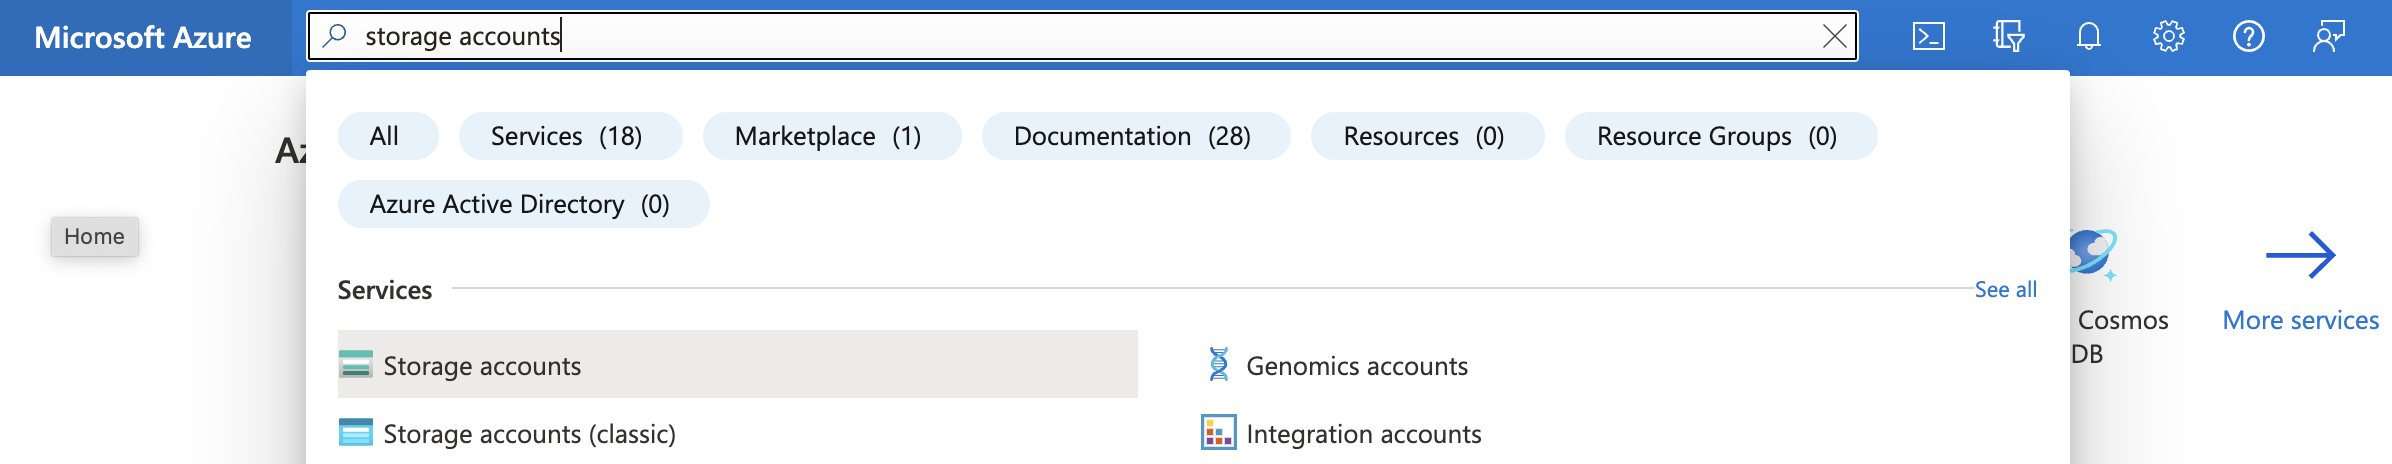 Microsoft Azure
storage accounts
All
Services (18)
Marketplace (1)
Documentation (28)
Resources (0)
Resource Groups (0)
Azure Active Directory (0)
Az
Home
Services
See all
Storage accounts
Genomics accounts
Storage accounts (classic)
Integration accounts
Cosmos
DB
More services